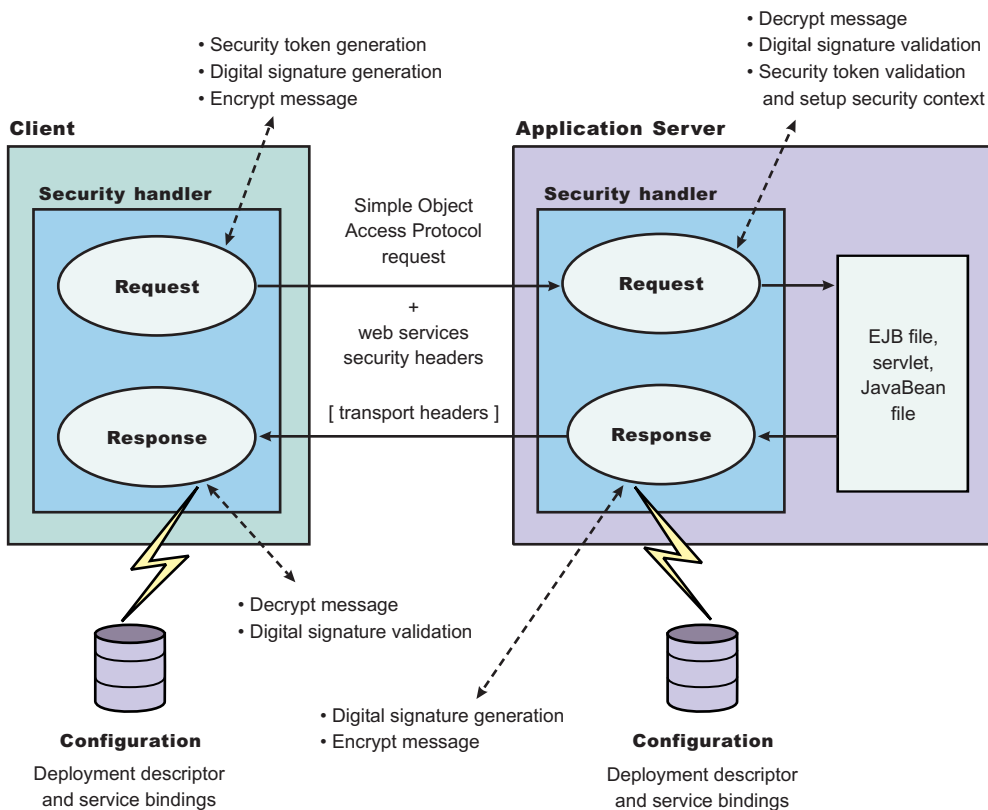 • Security token generation
• Digital signature generation
• Encrypt message
• Decrypt message
• Digital signature validation
• Security token validation
and setup security context
Client
Application Server
Security handler
Security handler
Simple Object
Access Protocol
request
Request
Request
+
web services
security headers
EJB file,
servlet,
JavaBean
file
[ transport headers ]
Response
Response
• Decrypt message
• Digital signature validation
• Digital signature generation
• Encrypt message
Configuration
Deployment descriptor
and service bindings
Configuration
Deployment descriptor
and service bindings